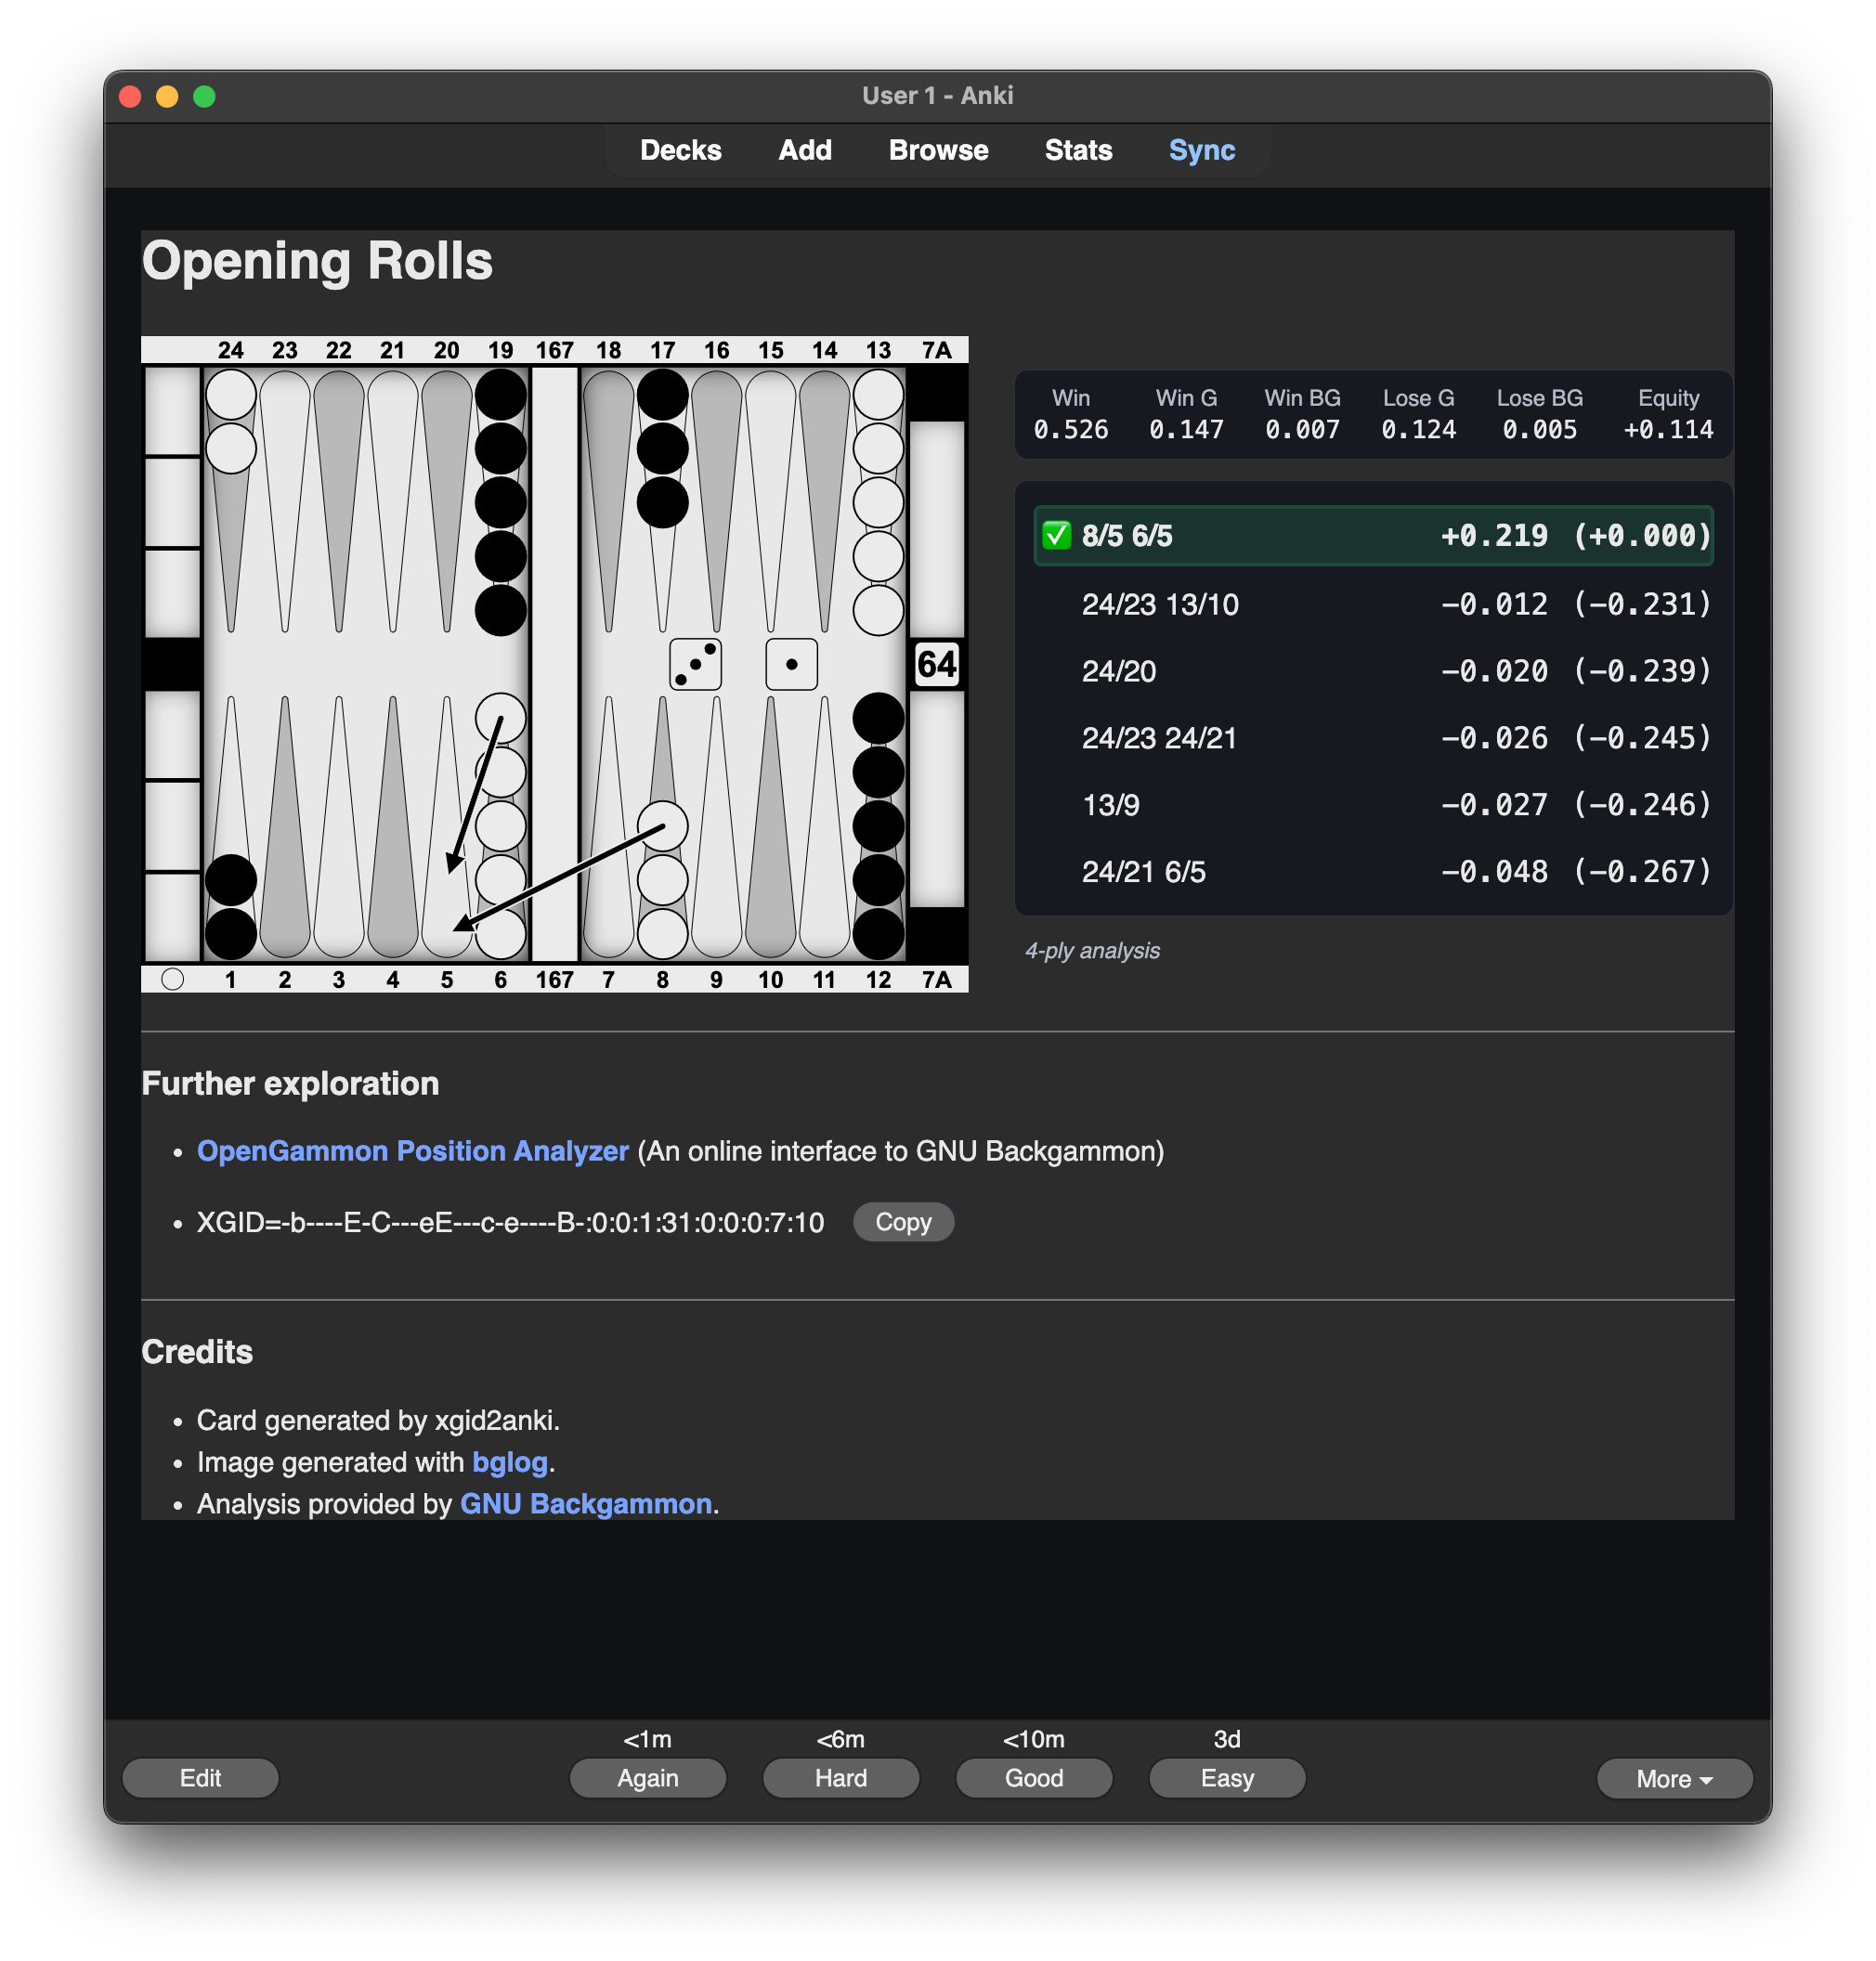 User 1 - Anki
Decks Add Browse Stats Sync
Opening Rolls
24 23 22 21 20 19 167 18 17 16 15 14 13 7A
64
1 2 3 4 5 6 167 7 8 9 10 11 12 7A
Win Win G Win BG Lose G Lose BG Equity
0.526 0.147 0.007 0.124 0.005 +0.114
✅ 8/5 6/5 +0.219 (+0.000)
24/23 13/10 −0.012 (−0.231)
24/20 −0.020 (−0.239)
24/23 24/21 −0.026 (−0.245)
13/9 −0.027 (−0.246)
24/21 6/5 −0.048 (−0.267)
4-ply analysis
Further exploration
• OpenGammon Position Analyzer (An online interface to GNU Backgammon)
• XGID=-b----E-C---eE---c-e----B-:0:0:1:31:0:0:0:7:10 Copy
Credits
• Card generated by xgid2anki.
• Image generated with bglog.
• Analysis provided by GNU Backgammon.
<1m <6m <10m 3d
Edit Again Hard Good Easy More